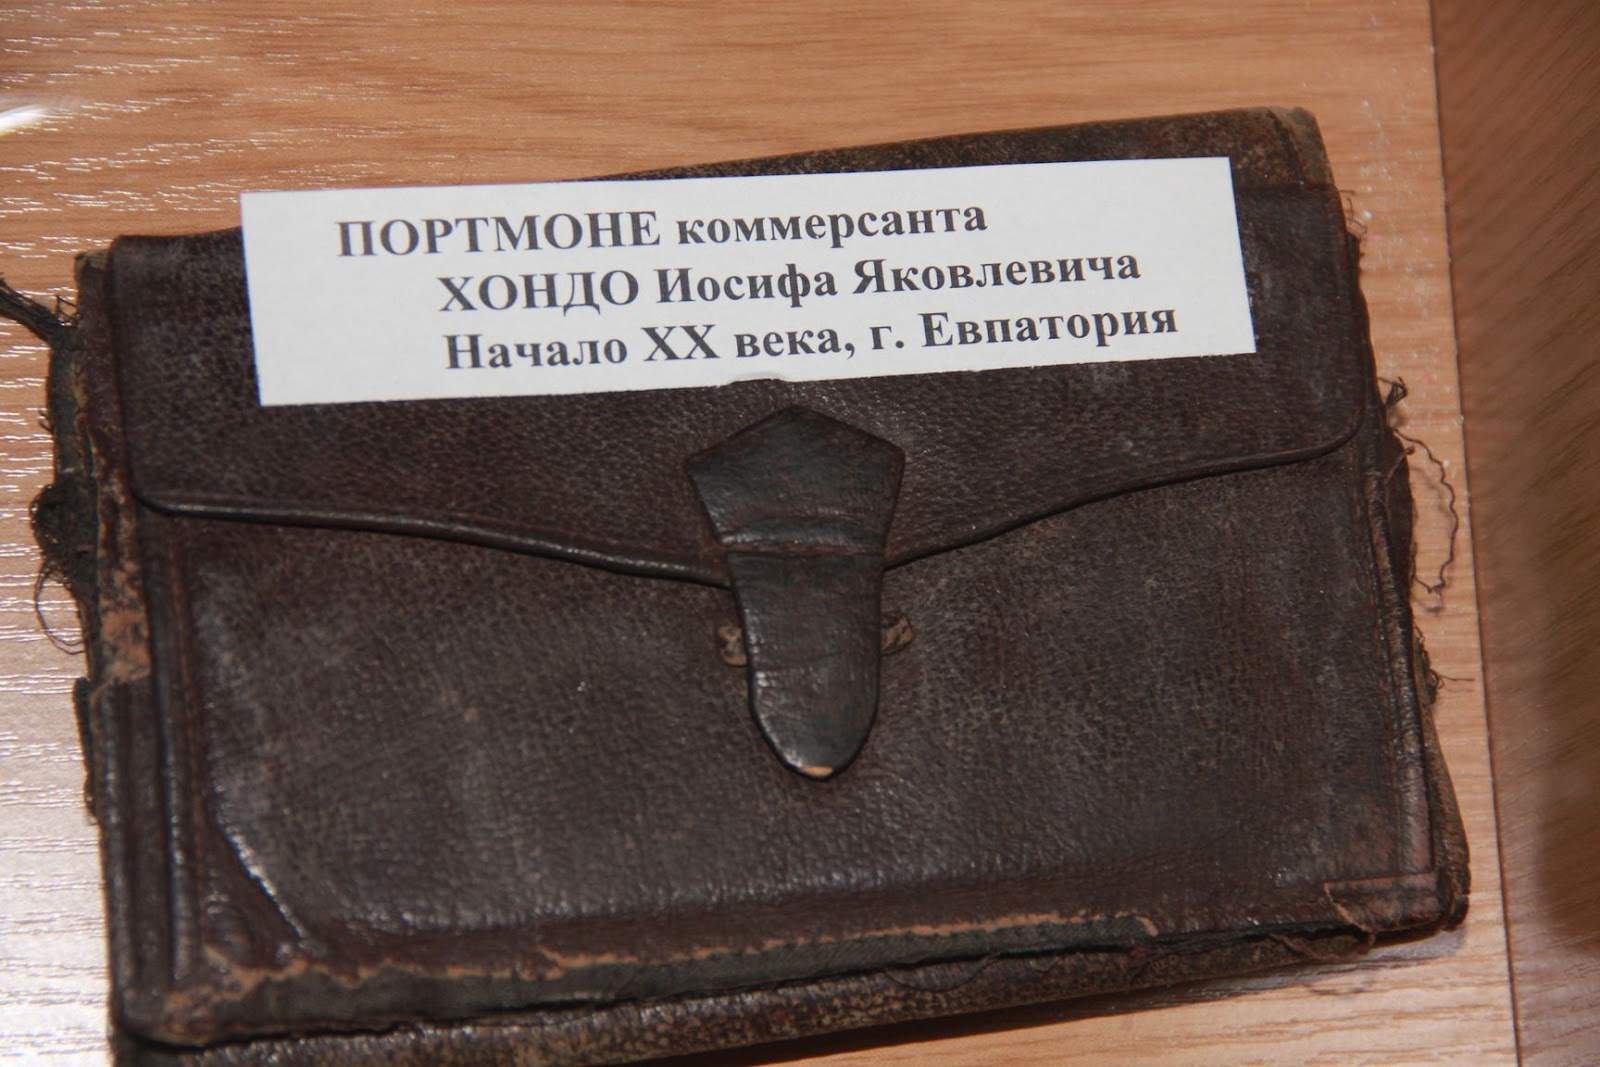 ПОРТМОНЕ коммерсанта
ХОНДО Иосифа Яковлевича
Начало XX века, г. Евпатория